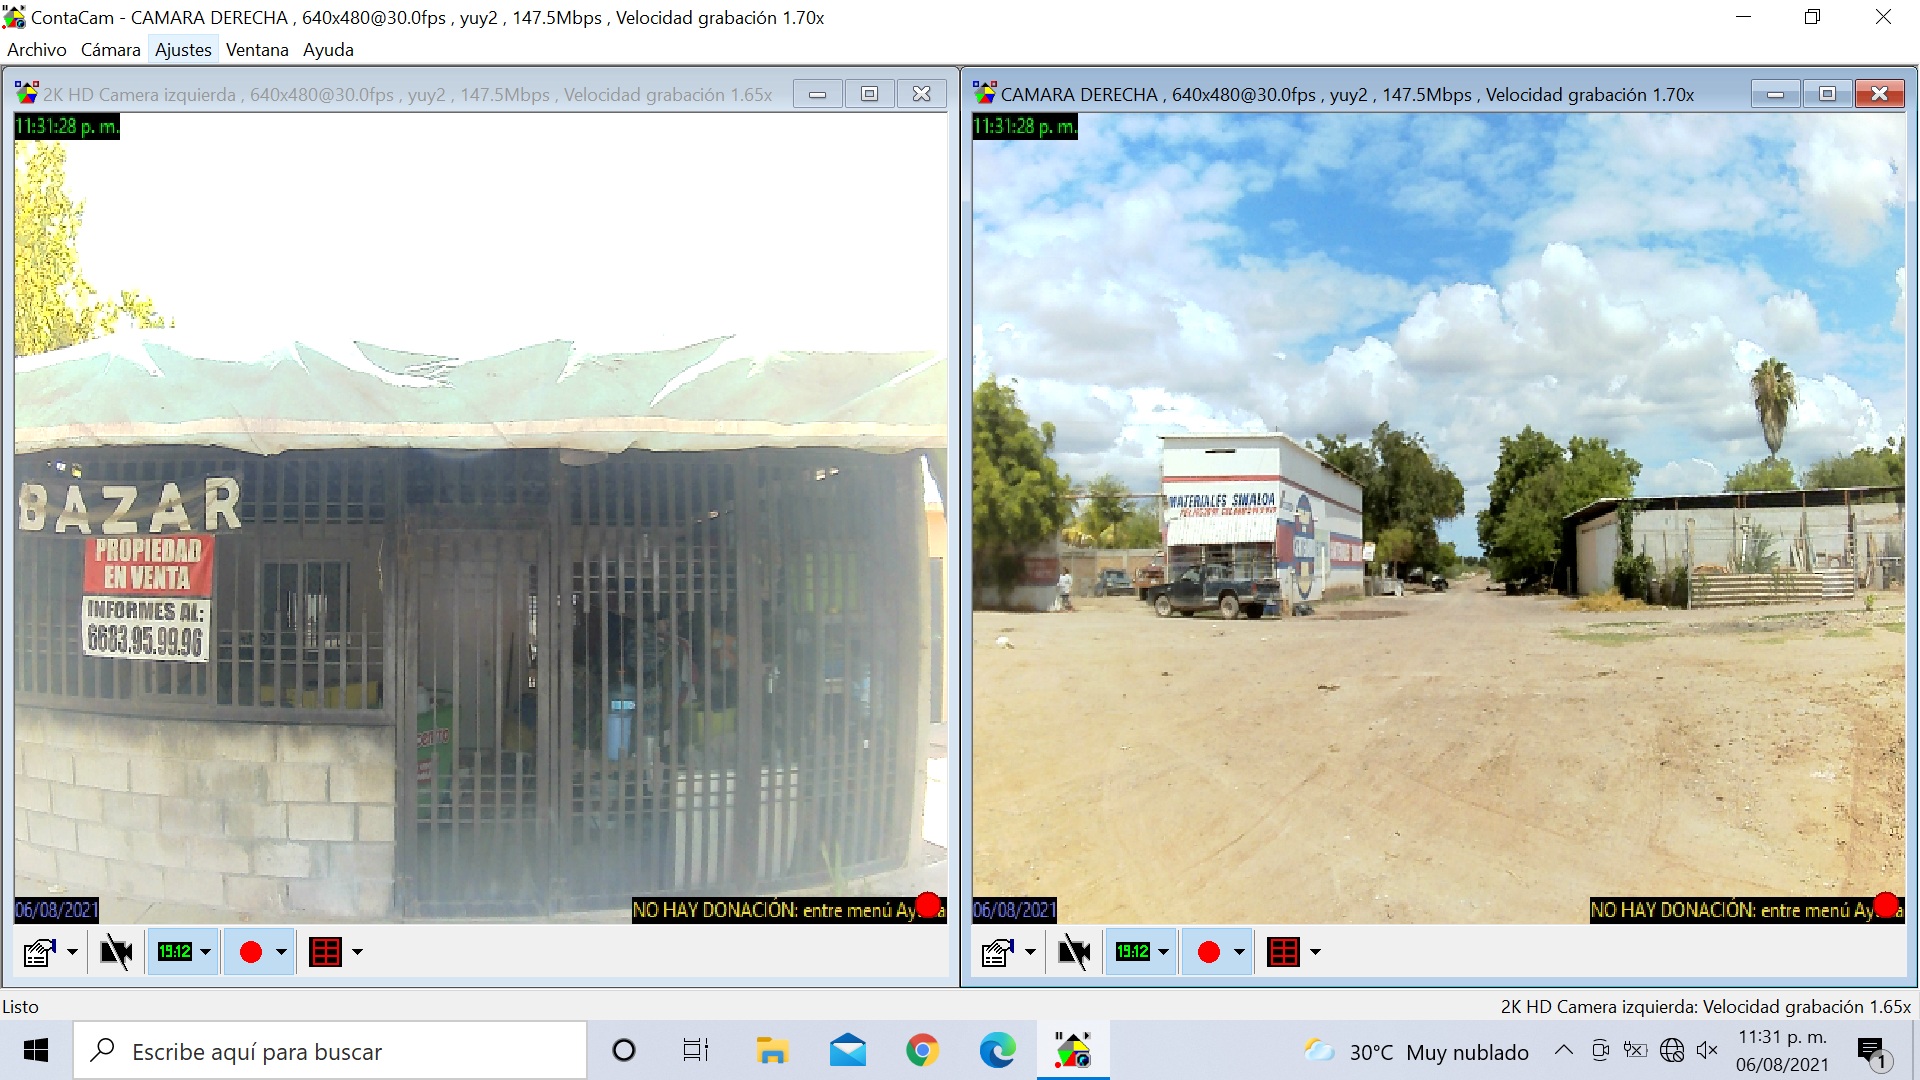 ContaCam - CAMARA DERECHA , 640x480@30.0fps , yuy2 , 147.5Mbps , Velocidad grabación 1.70x
Archivo Cámara Ajustes Ventana Ayuda
2K HD Camera izquierda , 640x480@30.0fps , yuy2 , 147.5Mbps , Velocidad grabación 1.65x
11:31:28 p. m.
BAZAR
PROPIEDAD
EN VENTA
INFORMES AL:
6683.95.99.96
06/08/2021
NO HAY DONACIÓN: entre menú Ay
19:12
CAMARA DERECHA , 640x480@30.0fps , yuy2 , 147.5Mbps , Velocidad grabación 1.70x
11:31:28 p. m.
MATERIALES SINALOA
06/08/2021
NO HAY DONACIÓN: entre menú Ay
19:12
Listo
2K HD Camera izquierda: Velocidad grabación 1.65x
Escribe aquí para buscar
30°C Muy nublado
11:31 p. m.
06/08/2021
1